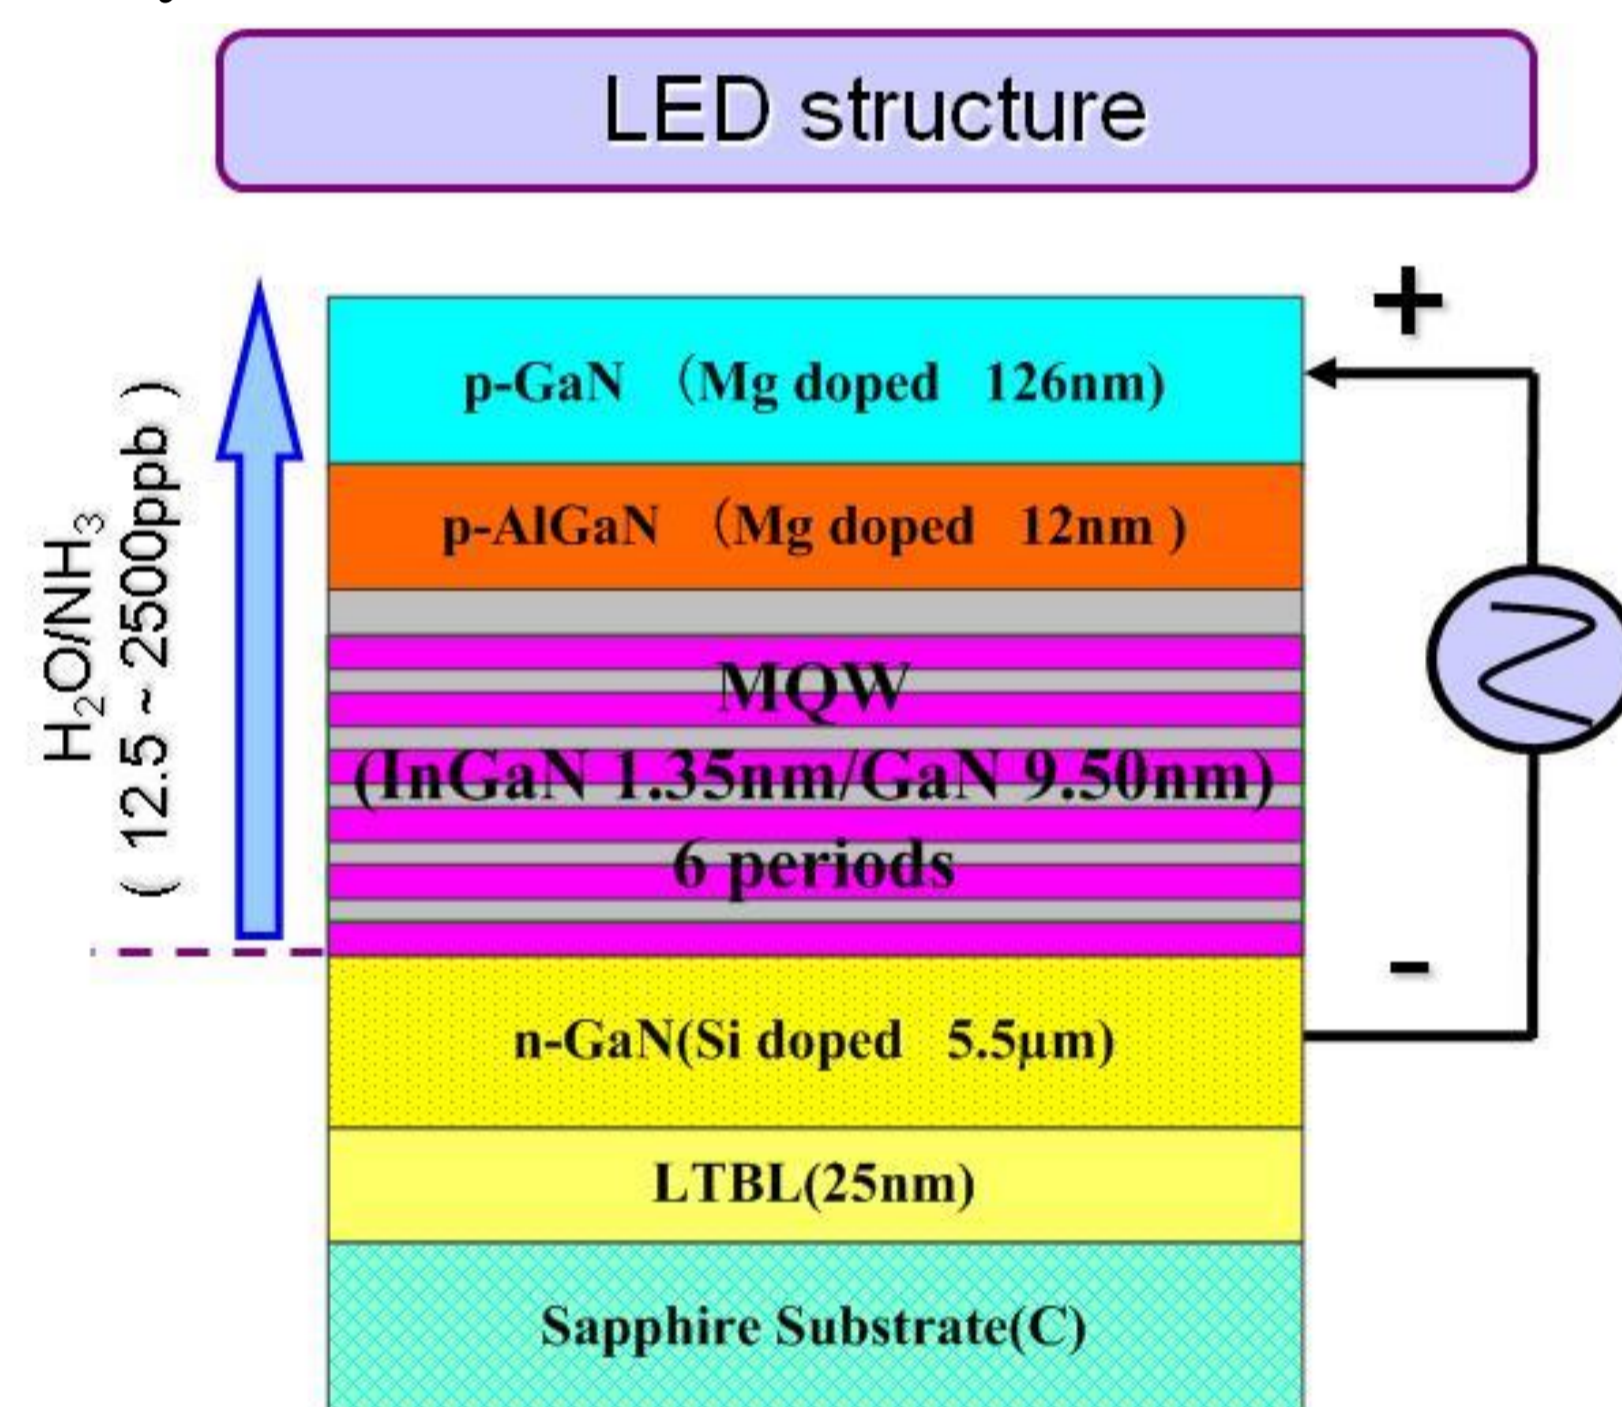 LED structure
H₂O/NH₃
( 12.5 ~ 2500ppb )
+
p-GaN （Mg doped 126nm)
p-AlGaN （Mg doped 12nm )
MQW
(InGaN 1.35nm/GaN 9.50nm)
6 periods
-
n-GaN(Si doped 5.5μm)
LTBL(25nm)
Sapphire Substrate(C)